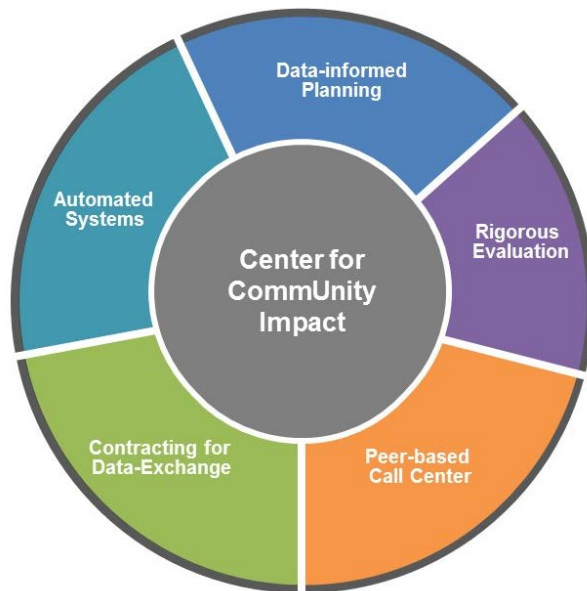 Data-informed
Planning
Automated
Systems
Rigorous
Evaluation
Center for
CommUnity
Impact
Contracting for
Data-Exchange
Peer-based
Call Center